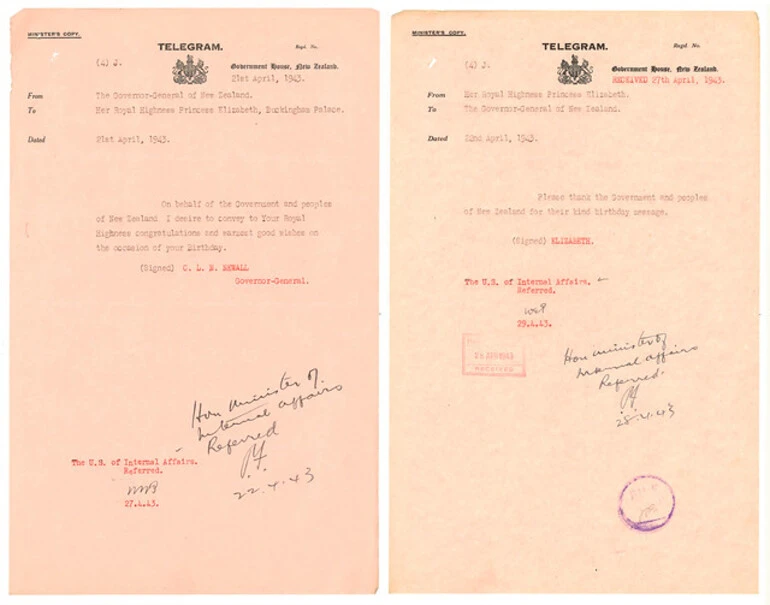 MINISTER'S COPY.
TELEGRAM.
Regd. No.
(4) J.
Government House, New Zealand.
21st April, 1943.
From The Governor-General of New Zealand.
To Her Royal Highness Princess Elizabeth, Buckingham Palace.
Dated 21st April, 1943.
On behalf of the Government and peoples
of New Zealand I desire to convey to Your Royal
Highness congratulations and warmest good wishes on
the occasion of your Birthday.
(Signed) C. L. N. NEWALL
Governor-General.
Hon Minister of
Internal affairs
Referred
22.4.43
The U.S. of Internal Affairs.
Referred.
27.4.43.
MINISTER'S COPY.
TELEGRAM.
Regd. No.
(4) J.
Government House, New Zealand.
RECEIVED 27th April, 1943.
From Her Royal Highness Princess Elizabeth.
To The Governor-General of New Zealand.
Dated 22nd April, 1943.
Please thank the Government and peoples
of New Zealand for their kind birthday message.
(Signed) ELIZABETH.
The U.S. of Internal Affairs.
Referred.
29.4.43.
RECEIVED
Hon Minister of
Internal affairs
Referred.
28.4.43